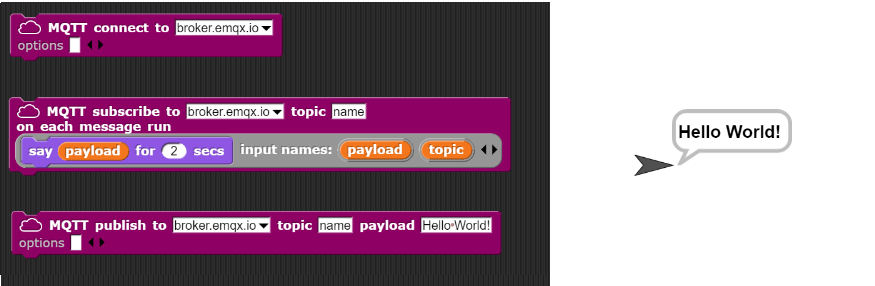 MQTT connect to broker.emqx.io
options
MQTT subscribe to broker.emqx.io topic name
on each message run
say payload for 2 secs input names: payload topic
MQTT publish to broker.emqx.io topic name payload Hello World!
options
Hello World!